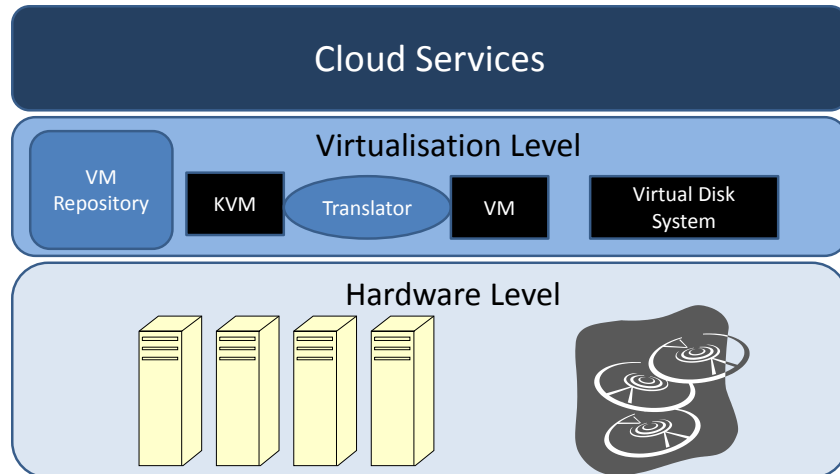 Cloud Services
Virtualisation Level
VM
Repository
KVM
Translator
VM
Virtual Disk
System
Hardware Level